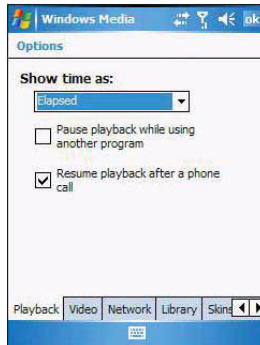 Windows Media
ok
Options
Show time as:
Elapsed
Pause playback while using
another program
Resume playback after a phone
call
Playback Video Network Library Skins